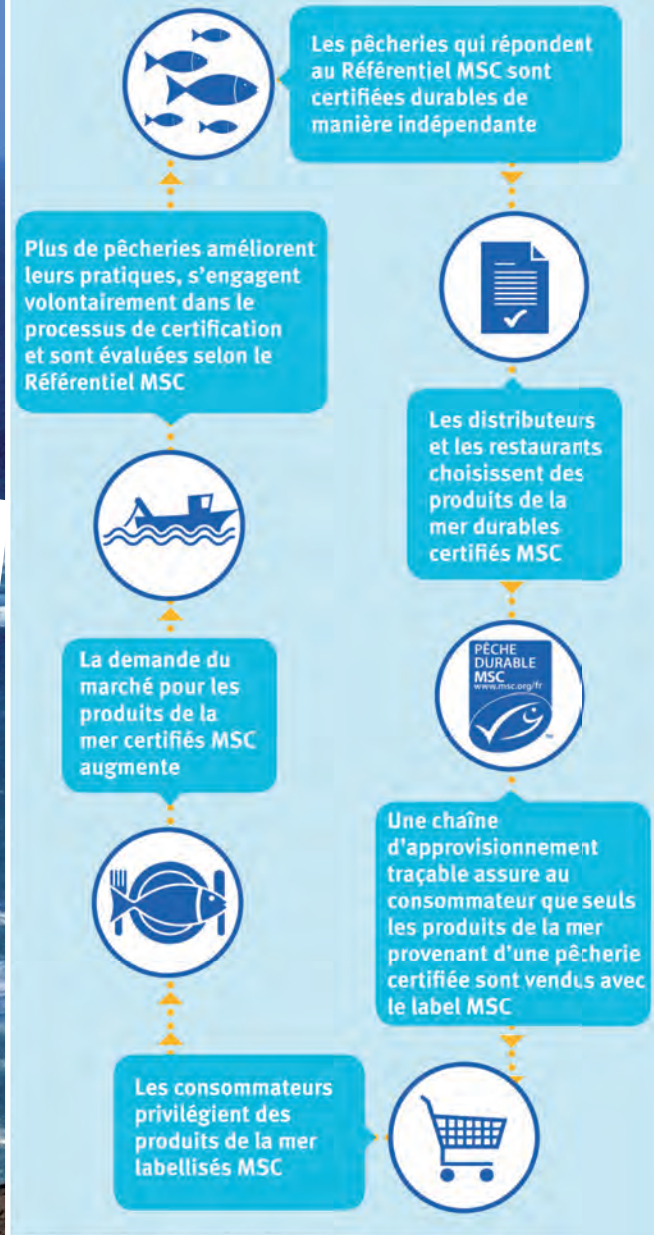 Les pêcheries qui répondent
au Référentiel MSC sont
certifiées durables de
manière indépendante
Les distributeurs
et les restaurants
choisissent des
produits de la
mer durables
certifiés MSC
PÊCHE
DURABLE
MSC
www.msc.org/fr
TM
Une chaîne
d'approvisionnement
traçable assure au
consommateur que seuls
les produits de la mer
provenant d'une pêcherie
certifiée sont vendus avec
le label MSC
Les consommateurs
privilégient des
produits de la mer
labellisés MSC
La demande du
marché pour les
produits de la
mer certifiés MSC
augmente
Plus de pêcheries améliorent
leurs pratiques, s'engagent
volontairement dans le
processus de certification
et sont évaluées selon le
Référentiel MSC